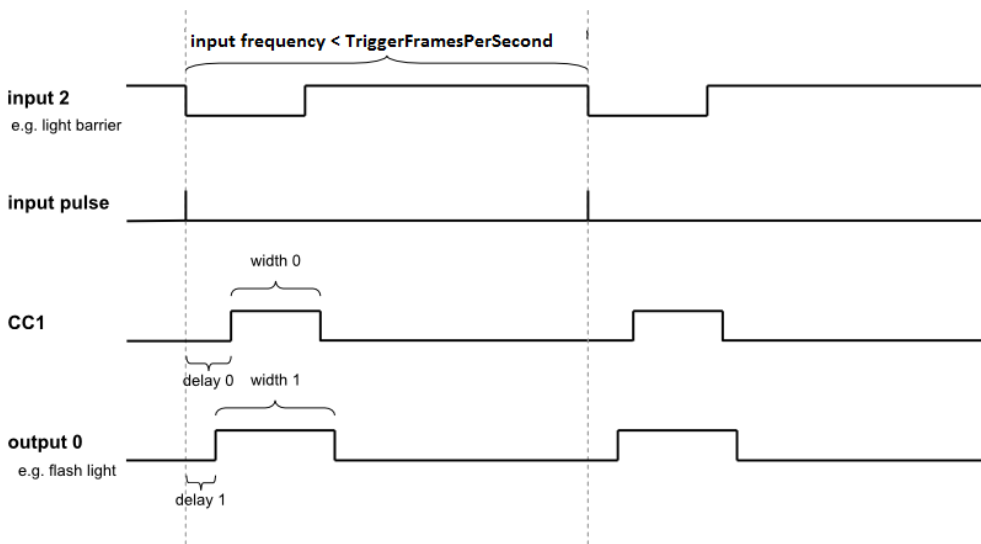 input frequency < TriggerFramesPerSecond
input 2
e.g. light barrier
input pulse
width 0
CC1
delay 0
width 1
output 0
e.g. flash light
delay 1